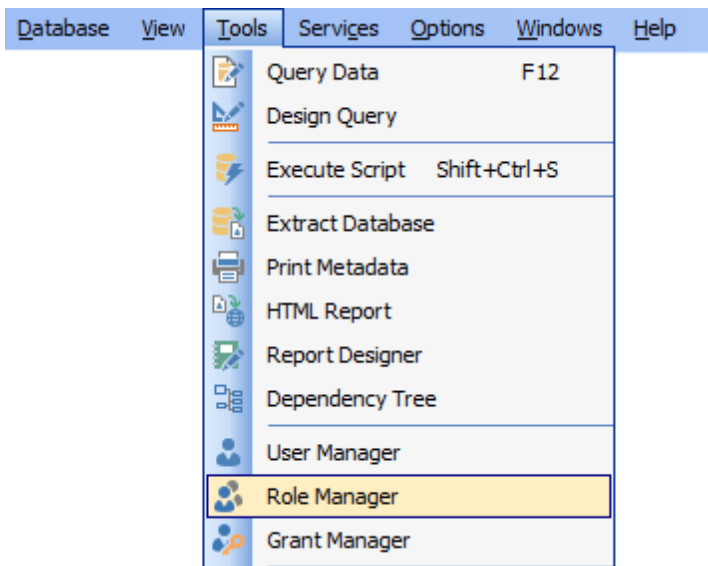 Database View Tools Services Options Windows Help
Query Data F12
Design Query
Execute Script Shift+Ctrl+S
Extract Database
Print Metadata
HTML Report
Report Designer
Dependency Tree
User Manager
Role Manager
Grant Manager